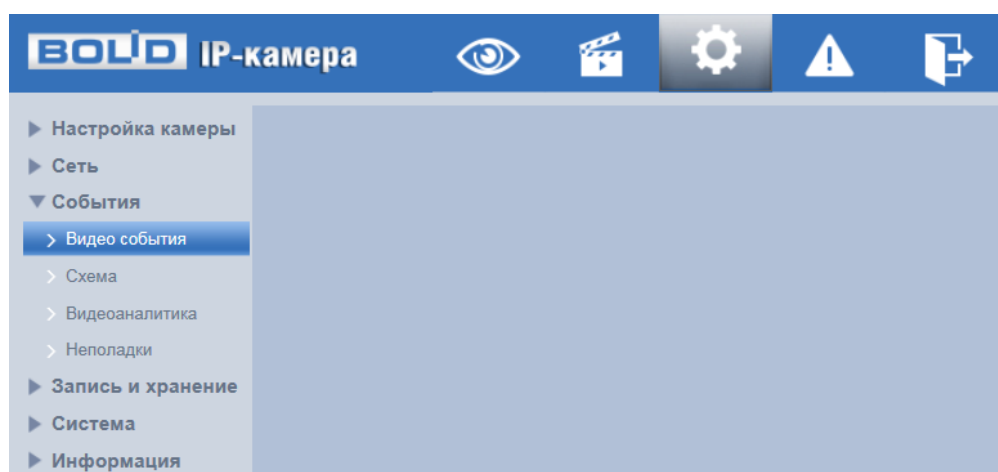 BOLID IP-камера
Настройка камеры
Сеть
События
Видео события
Схема
Видеоаналитика
Неполадки
Запись и хранение
Система
Информация